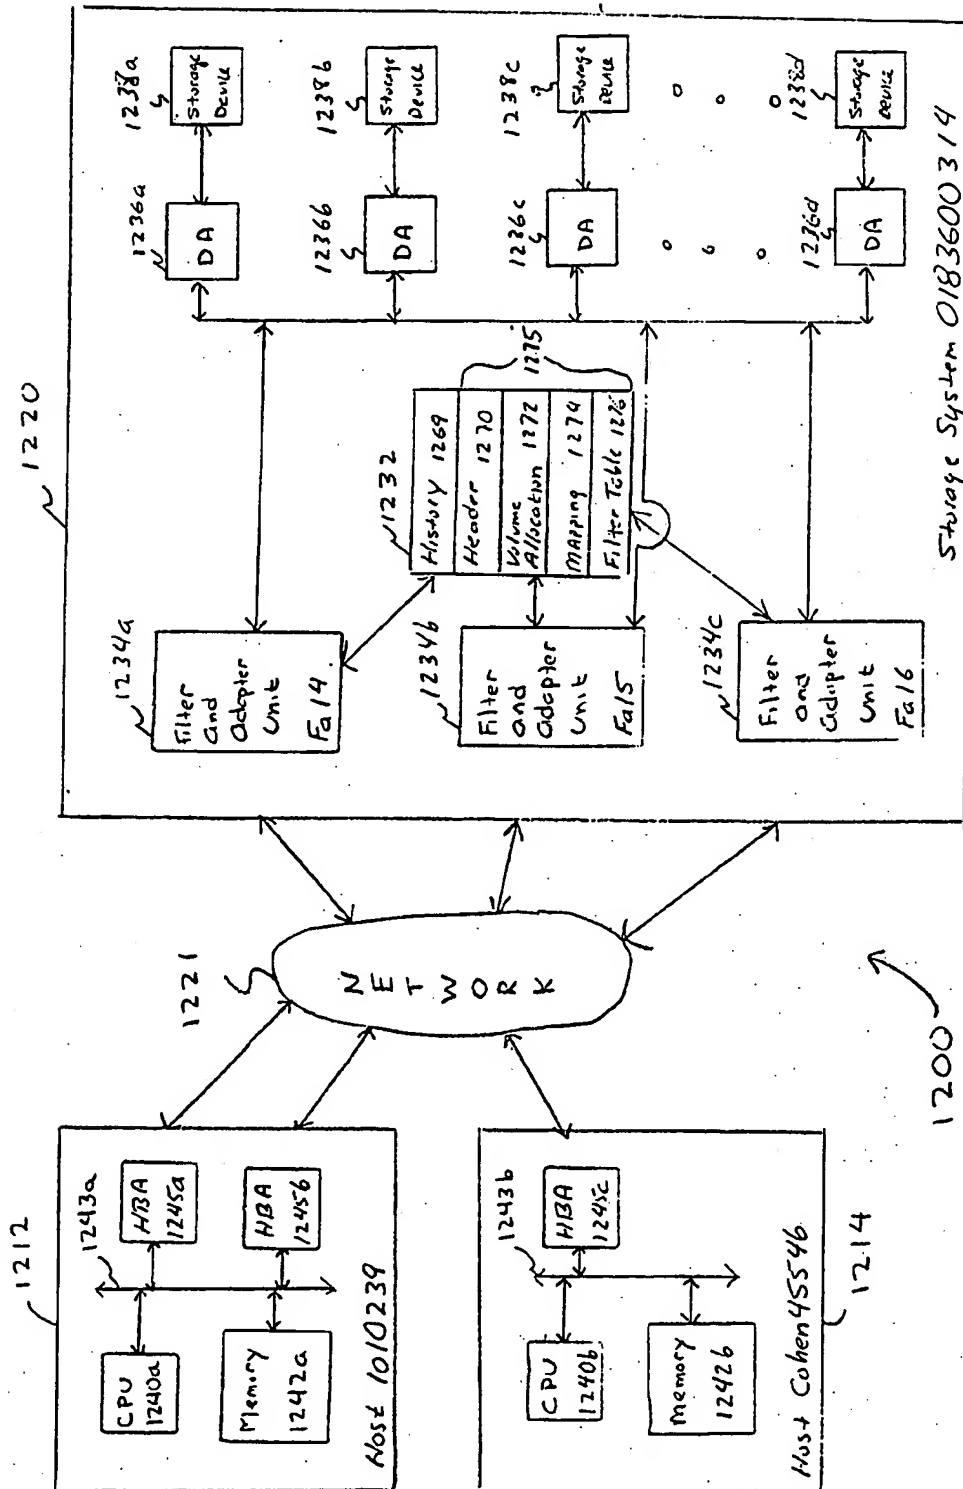 1212
1243a
HBA
1245a
HBA
1245b
CPU
1240a
Memory
1242a
Host 1010239
1243b
HBA
1245c
CPU
1240b
Memory
1242b
Host Cohen45546
1214
1200
1221
NETWORK
1220
1234a
Filter
and
adapter
unit
Fa14
1234b
Filter
and
adapter
unit
Fa15
1234c
Filter
and
adapter
unit
Fa16
1232
History 1269
Header 1270
Volume
Allocation 1272
Mapping 1274
Filter Table 1276
1275
1236a
DA
1238a
Storage
Device
1236b
DA
1238b
Storage
Device
1236c
DA
1238c
Storage
Device
1236d
DA
1238d
Storage
Device
Storage System 0183600314